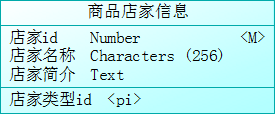 商品店家信息
店家id Number <M>
店家名称 Characters (256)
店家简介 Text
店家类型id <pi>